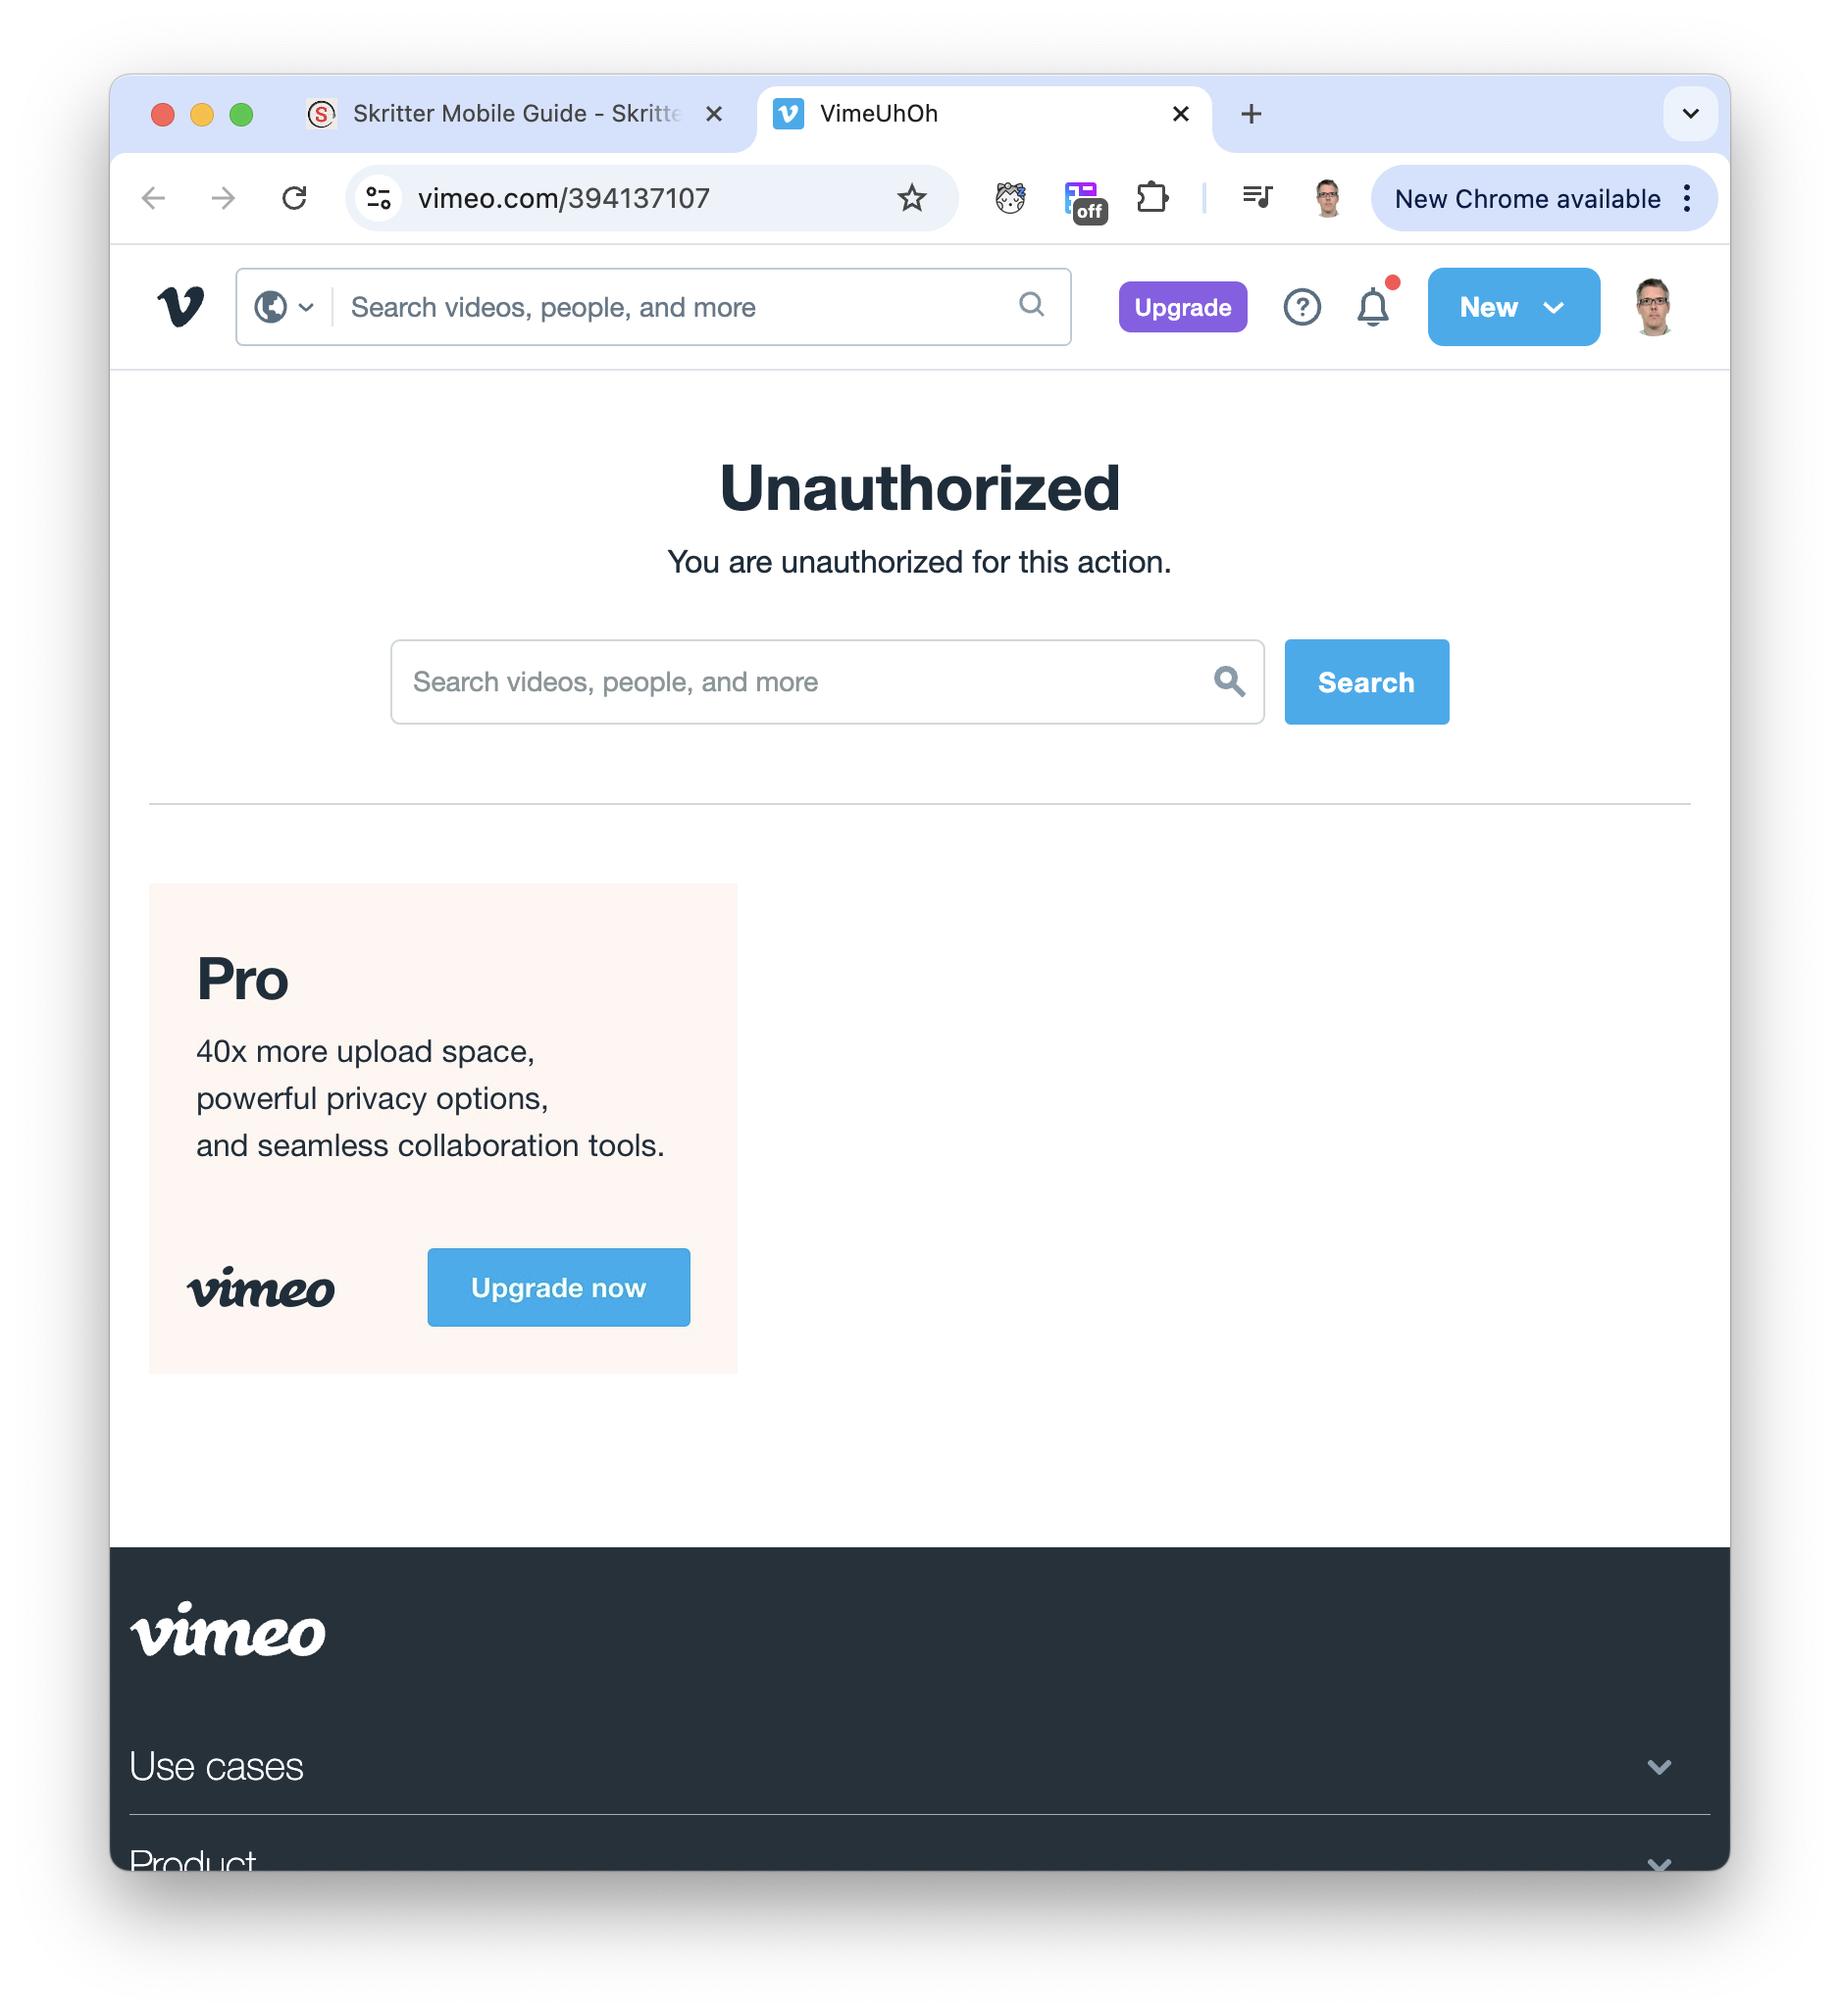 Skritter Mobile Guide - Skritte
VimeUhOh
vimeo.com/394137107
off
New Chrome available
Search videos, people, and more
Upgrade
New
Unauthorized
You are unauthorized for this action.
Search videos, people, and more
Search
Pro
40x more upload space,
powerful privacy options,
and seamless collaboration tools.
vimeo
Upgrade now
vimeo
Use cases
Product